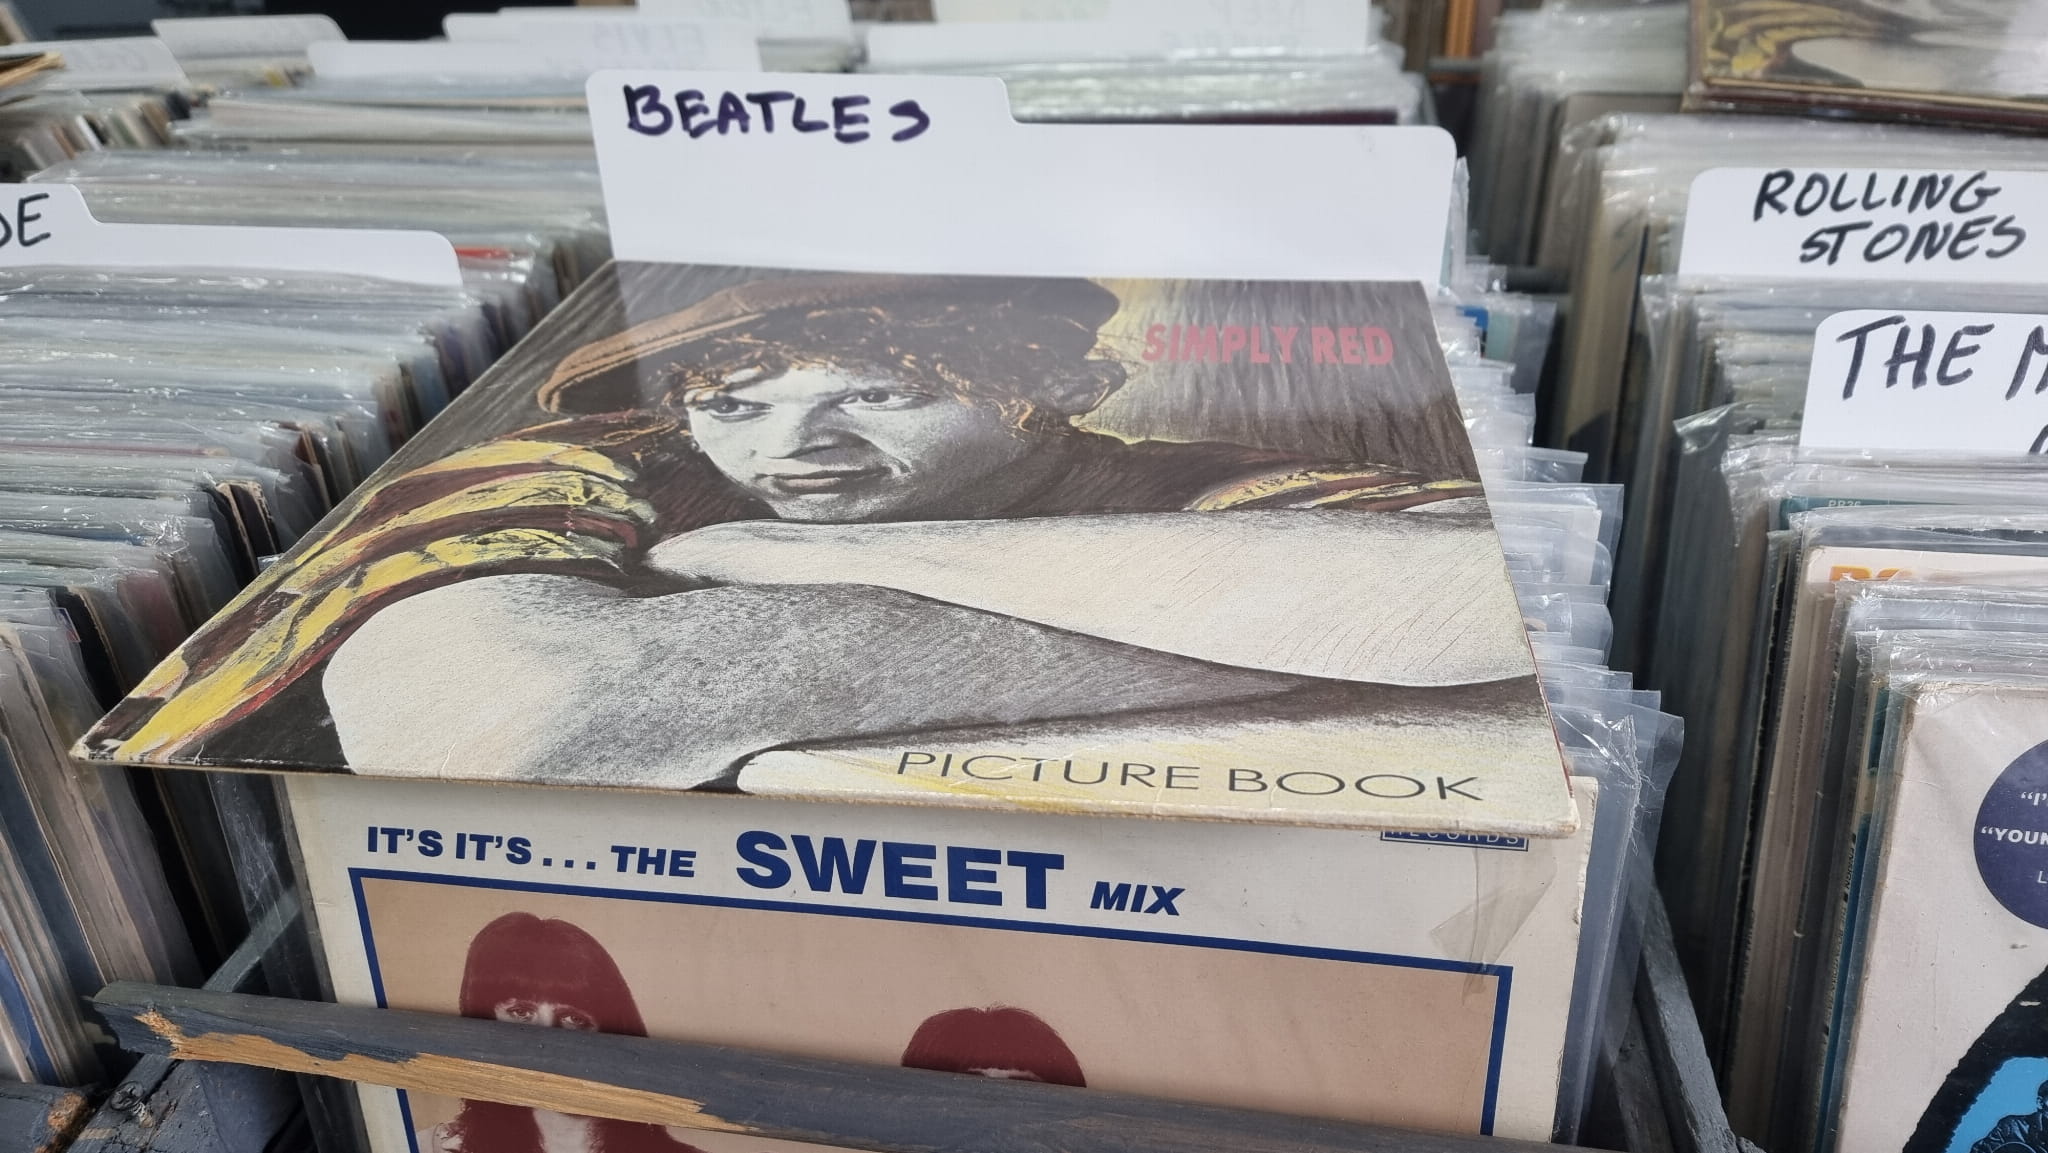 BEATLES
ROLLING
STONES
THE
SIMPLY RED
PICTURE BOOK
IT'S IT'S... THE SWEET MIX
RECORDS